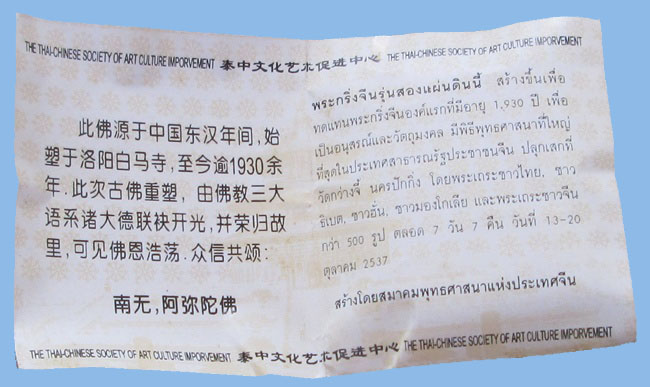 THE THAI-CHINESE SOCIETY OF ART CULTURE IMPORVEMENT 泰中文化艺术促进中心 THE THAI-CHINESE SOCIETY OF ART CULTURE IMPORVEMENT
此佛源于中国东汉年间,始
塑于洛阳白马寺,至今逾1930余
年.此次古佛重塑, 由佛教三大
语系诸大德联袂开光,并荣归故
里,可见佛恩浩荡.众信共颂:
南无,阿弥陀佛
พระกริ่งจีนรุ่นสองแผ่นดินนี้ สร้างขึ้นเพื่อ
ทดแทนพระกริ่งจีนองค์แรกที่มีอายุ 1,930 ปี เพื่อ
เป็นอนุสรณ์และวัตถุมงคล มีพิธีพุทธศาสนาที่ใหญ่
ที่สุดในประเทศสาธารณรัฐประชาชนจีน ปลุกเสกที่
วัดกว่างจี้ นครปักกิ่ง โดยพระเถระชาวไทย, ชาว
ธิเบต, ชาวฮั่น, ชาวมองโกเลีย และพระเถระชาวจีน
กว่า 500 รูป ตลอด 7 วัน 7 คืน วันที่ 13-20
ตุลาคม 2537
สร้างโดยสมาคมพุทธศาสนาแห่งประเทศจีน
THE THAI-CHINESE SOCIETY OF ART CULTURE IMPORVEMENT 泰中文化艺术促进中心 THE THAI-CHINESE SOCIETY OF ART CULTURE IMPORVEMENT